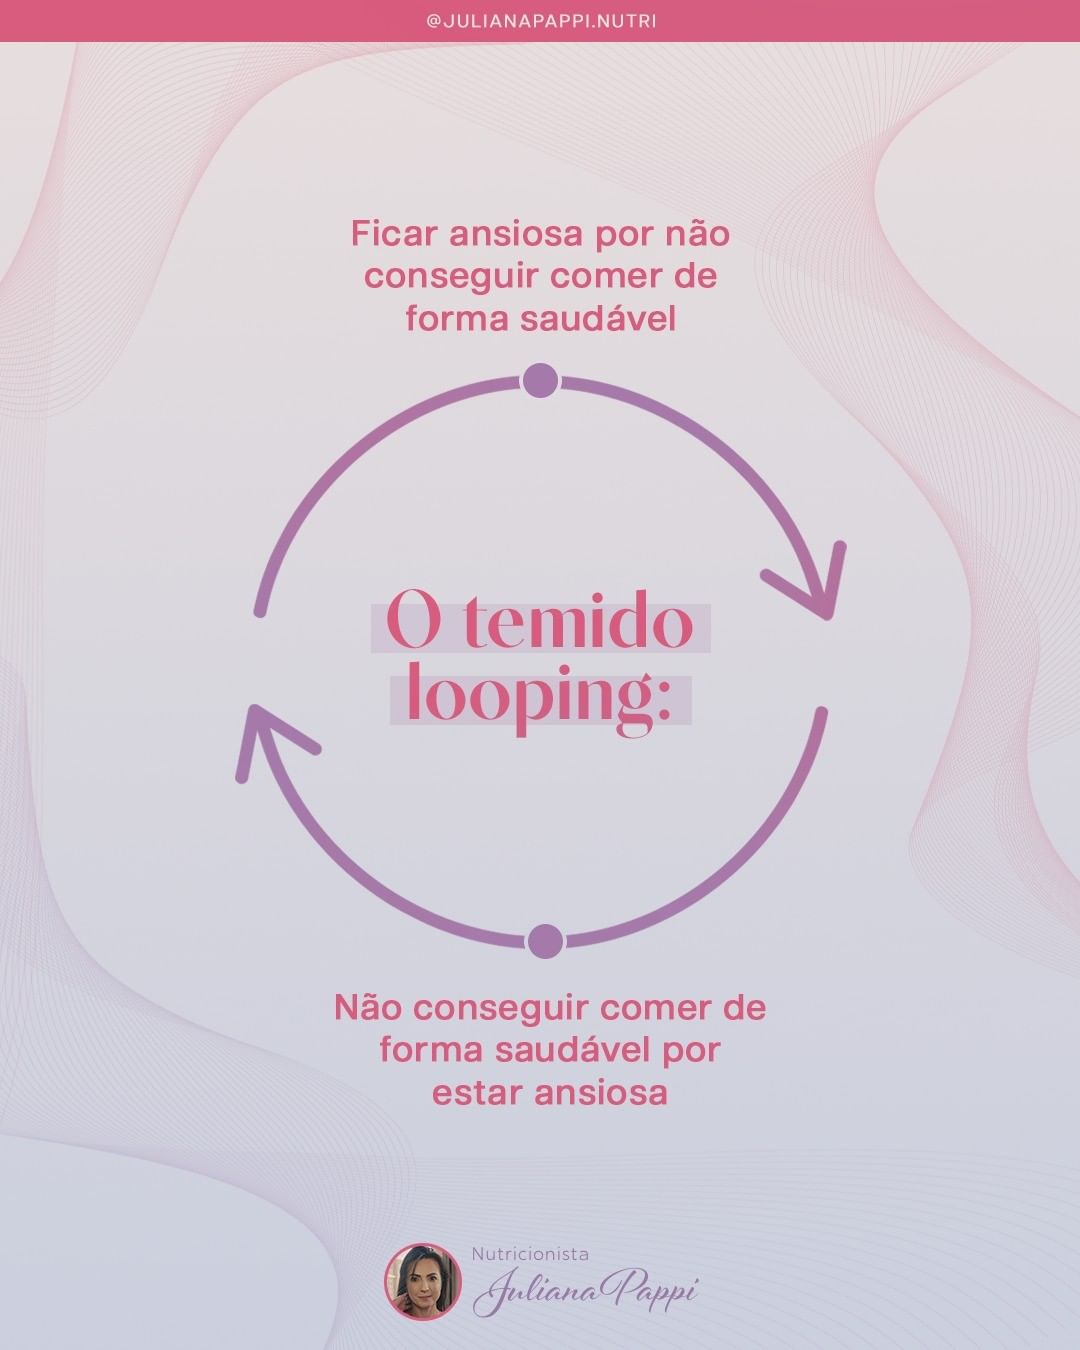 @JULIANAPAPPI.NUTRI
Ficar ansiosa por não
conseguir comer de
forma saudável
O temido
looping:
Não conseguir comer de
forma saudável por
estar ansiosa
Nutricionista
Juliana Pappi